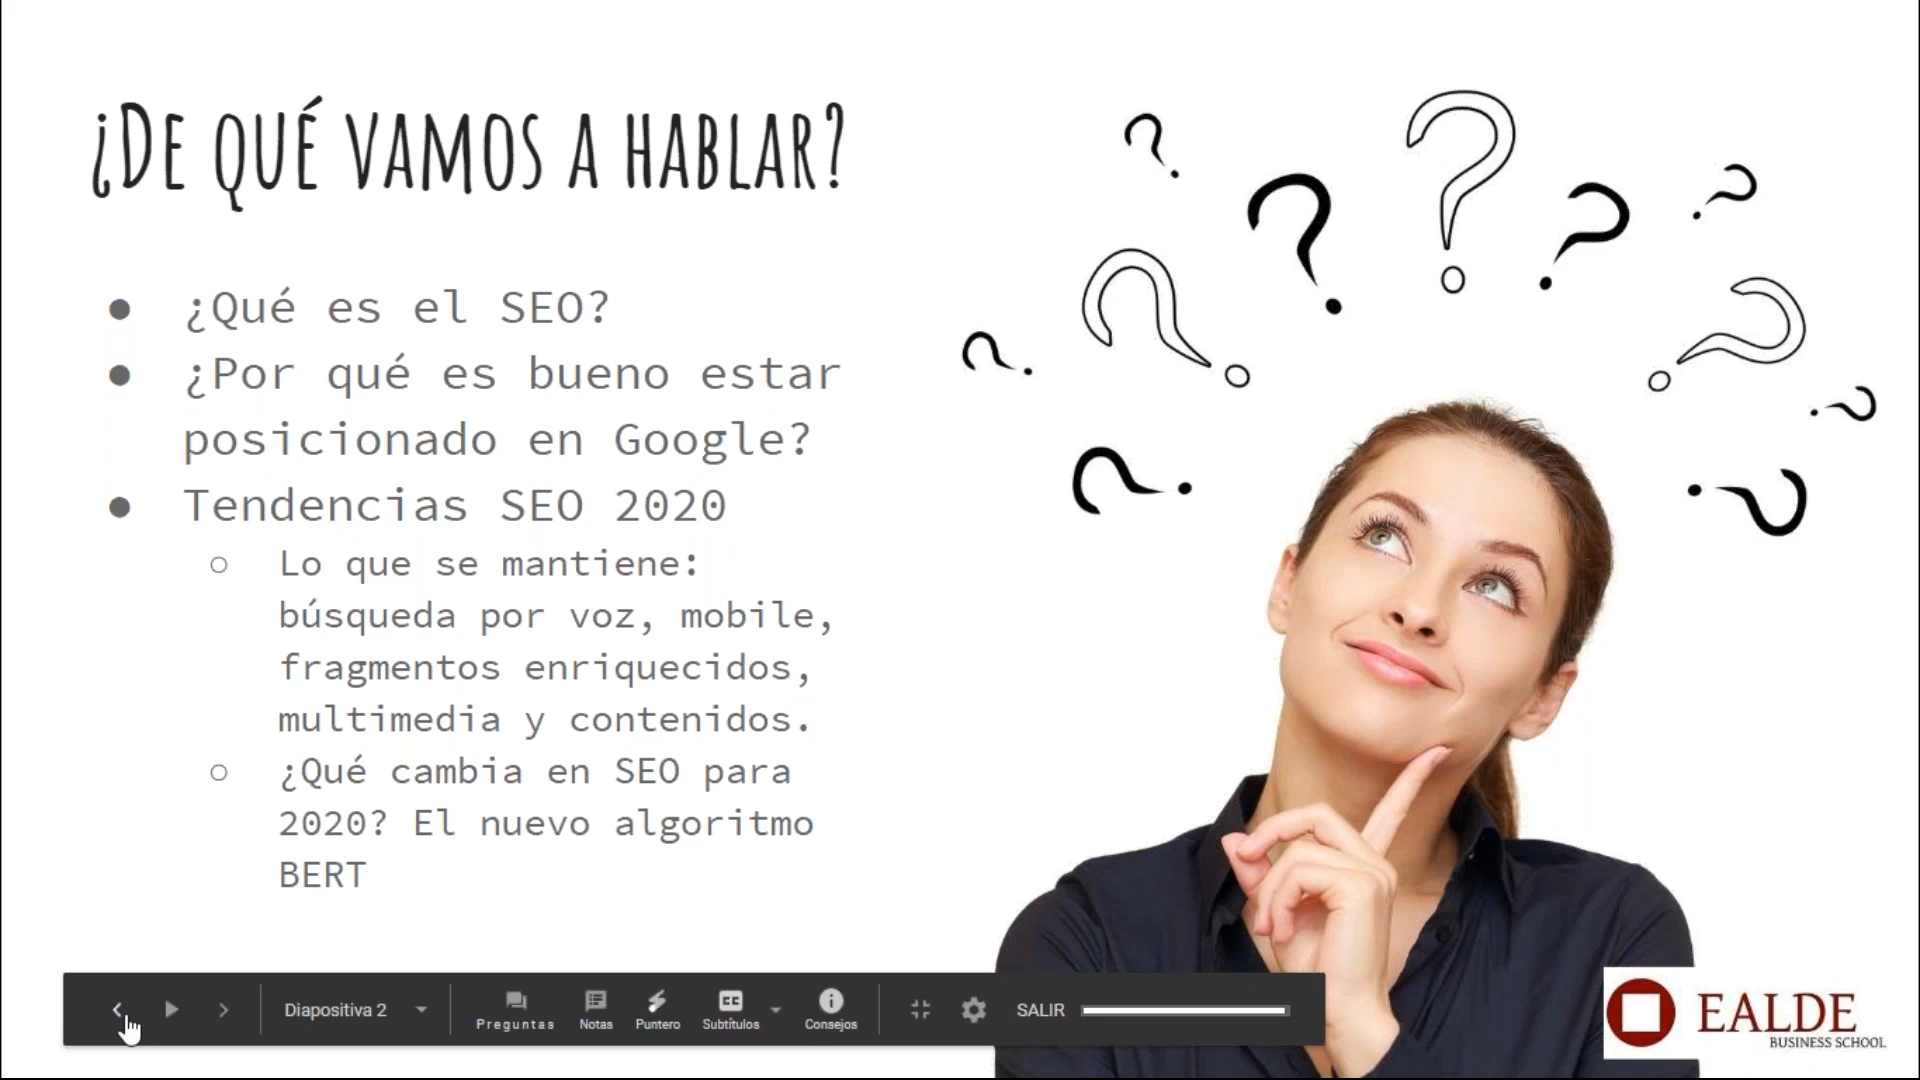 ¿DE QUÉ VAMOS A HABLAR?
● ¿Qué es el SEO?
● ¿Por qué es bueno estar
posicionado en Google?
● Tendencias SEO 2020
○ Lo que se mantiene:
búsqueda por voz, mobile,
fragmentos enriquecidos,
multimedia y contenidos.
○ ¿Qué cambia en SEO para
2020? El nuevo algoritmo
BERT
Diapositiva 2
Preguntas
Notas
Puntero
CC
Subtítulos
Consejos
SALIR
EALDE
BUSINESS SCHOOL